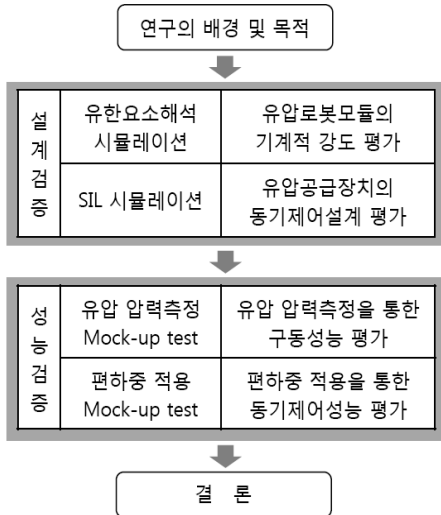 연구의 배경 및 목적
설계검증
유한요소해석
시뮬레이션
유압로봇모듈의
기계적 강도 평가
SIL 시뮬레이션
유압공급장치의
동기제어설계 평가
성능검증
유압 압력측정
Mock-up test
유압 압력측정을 통한
구동성능 평가
편하중 적용
Mock-up test
편하중 적용을 통한
동기제어성능 평가
결 론